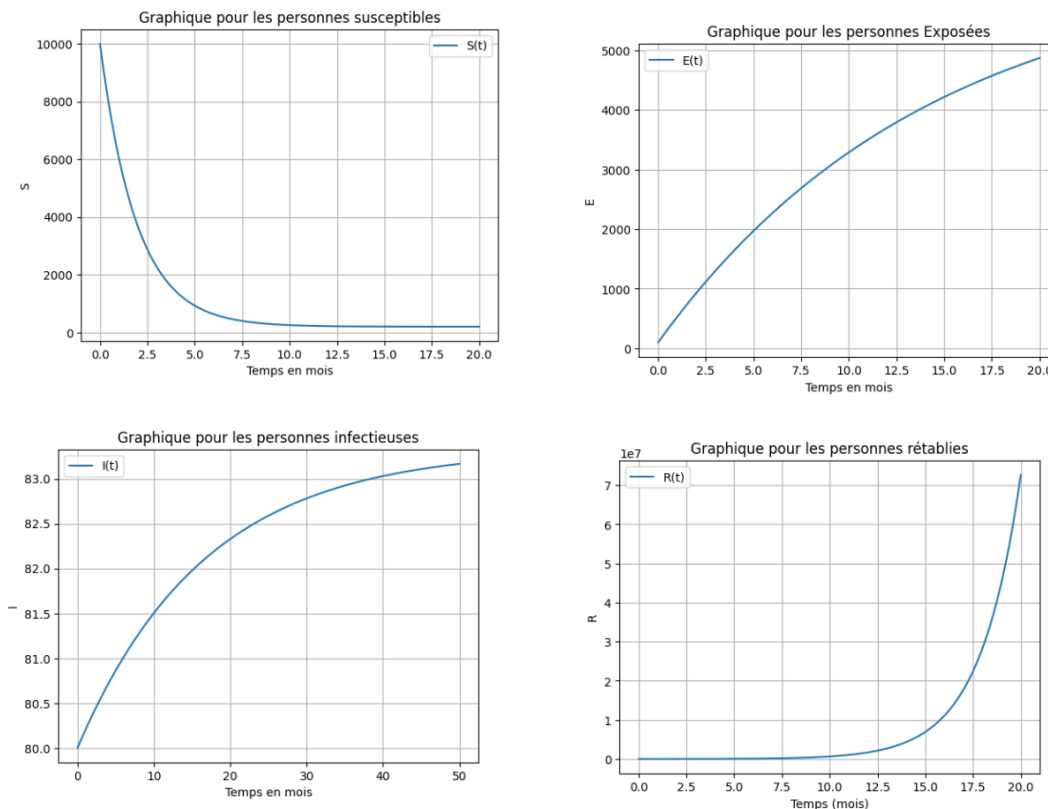 Graphique pour les personnes susceptibles
S(t)
10000
8000
6000
4000
2000
0
S
0.0 2.5 5.0 7.5 10.0 12.5 15.0 17.5 20.0
Temps en mois
Graphique pour les personnes Exposées
E(t)
5000
4000
3000
2000
1000
0
E
0.0 2.5 5.0 7.5 10.0 12.5 15.0 17.5 20.0
Temps en mois
Graphique pour les personnes infectieuses
I(t)
83.0
82.5
82.0
81.5
81.0
80.5
80.0
I
0 10 20 30 40 50
Temps en mois
Graphique pour les personnes rétablies
1e7
R(t)
7
6
5
4
3
2
1
0
R
0.0 2.5 5.0 7.5 10.0 12.5 15.0 17.5 20.0
Temps (mois)